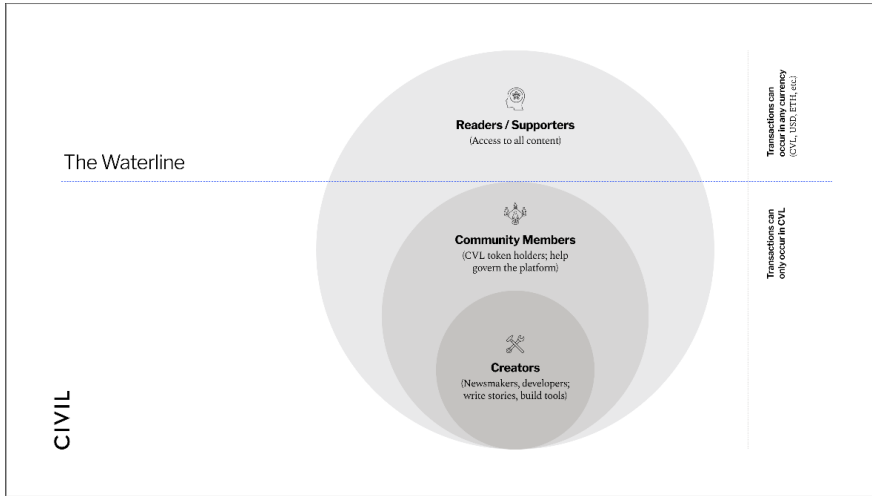 Readers / Supporters
(Access to all content)
The Waterline
Community Members
(CVL token holders; help
govern the platform)
Creators
(Newsmakers, developers;
write stories, build tools)
Transactions can
occur in any currency
(CVL, USD, ETH, etc.)
Transactions can
only occur in CVL
CIVIL